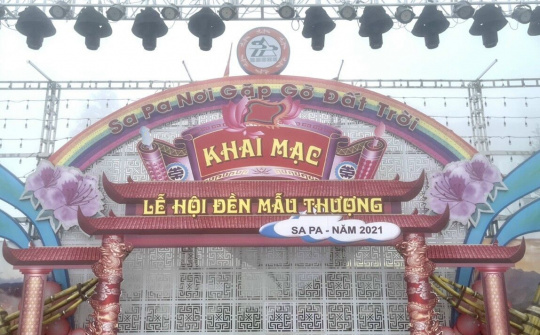 Sa Pa Nơi Gặp Gỡ Đất Trời
KHAI MẠC
LỄ HỘI ĐỀN MẪU THƯỢNG
SA PA - NĂM 2021